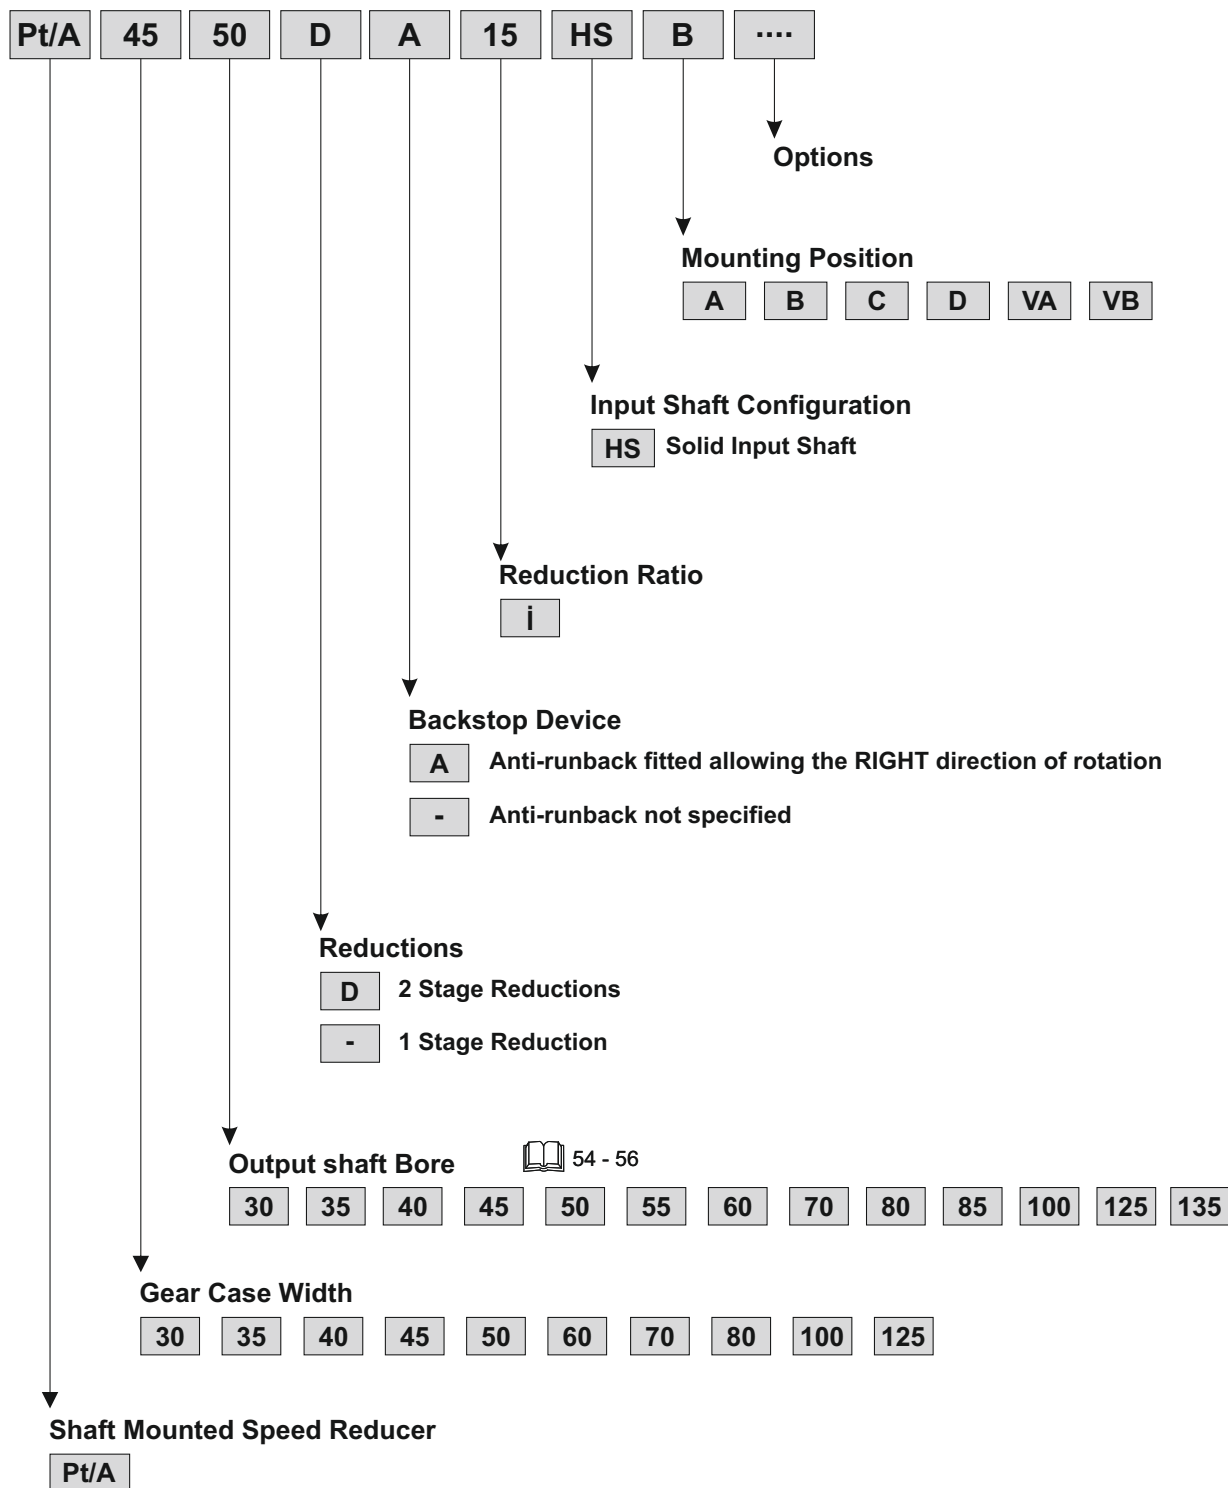 Pt/A 45 50 D A 15 HS B ....
Options
Mounting Position
A B C D VA VB
Input Shaft Configuration
HS Solid Input Shaft
Reduction Ratio
İ
Backstop Device
A Anti-runback fitted allowing the RIGHT direction of rotation
- Anti-runback not specified
Reductions
D 2 Stage Reductions
- 1 Stage Reduction
Output shaft Bore 54 - 56
30 35 40 45 50 55 60 70 80 85 100 125 135
Gear Case Width
30 35 40 45 50 60 70 80 100 125
Shaft Mounted Speed Reducer
Pt/A